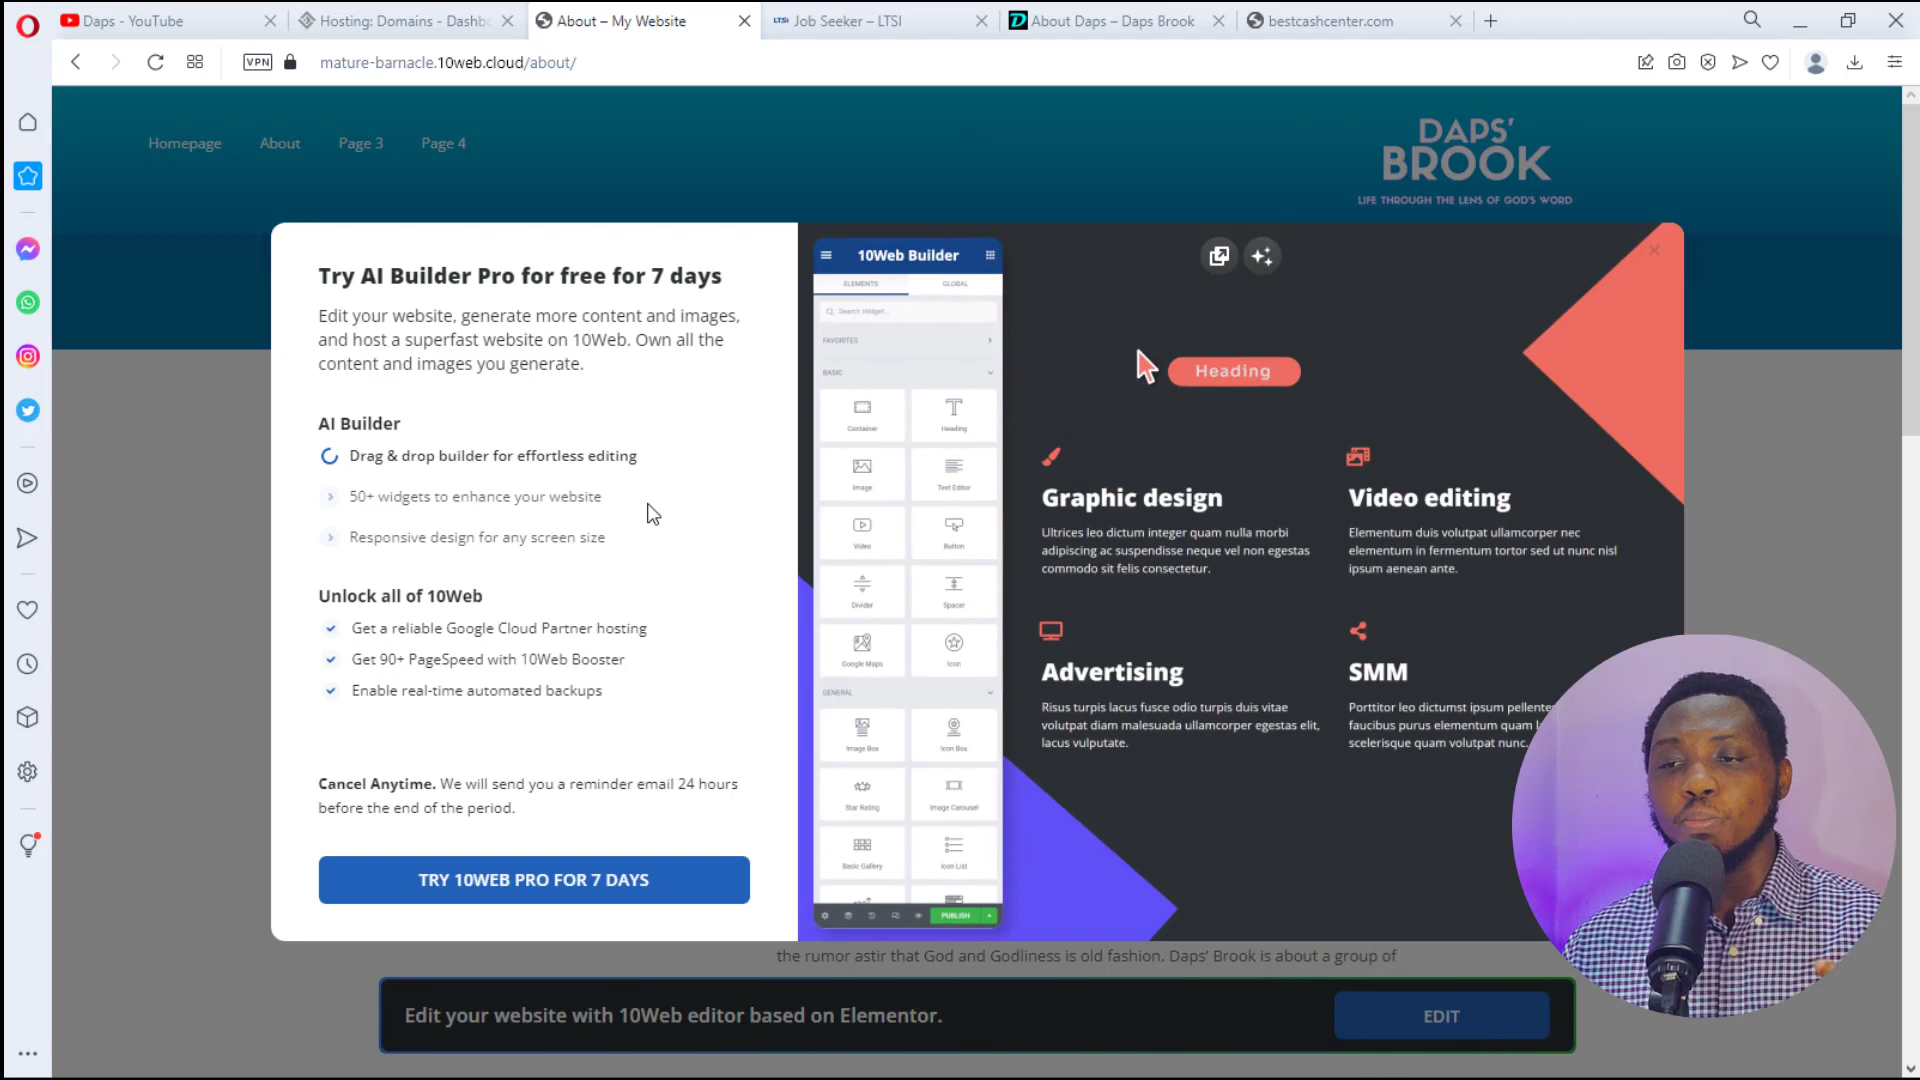 Daps - YouTube
Hosting: Domains - Dashbo
About – My Website
LTSI Job Seeker – LTSI
D About Daps – Daps Brook
bestcashcenter.com
VPN
mature-barnacle.10web.cloud/about/
Homepage
About
Page 3
Page 4
DAPS'
BROOK
LIFE THROUGH THE LENS OF GOD'S WORD
Try AI Builder Pro for free for 7 days
Edit your website, generate more content and images,
and host a superfast website on 10Web. Own all the
content and images you generate.
AI Builder
Drag & drop builder for effortless editing
50+ widgets to enhance your website
Responsive design for any screen size
Unlock all of 10Web
Get a reliable Google Cloud Partner hosting
Get 90+ PageSpeed with 10Web Booster
Enable real-time automated backups
Cancel Anytime. We will send you a reminder email 24 hours
before the end of the period.
TRY 10WEB PRO FOR 7 DAYS
10Web Builder
ELEMENTS
GLOBAL
Search Widget...
FAVORITES
BASIC
Container
Heading
Image
Text Editor
Video
Button
Divider
Spacer
Google Maps
Icon
GENERAL
Image Box
Icon Box
Star Rating
Image Carousel
Basic Gallery
Icon List
PUBLISH
Heading
Graphic design
Ultrices leo dictum integer quam nulla morbi
adipiscing ac suspendisse neque vel non egestas
commodo sit felis consectetur.
Video editing
Elementum duis volutpat ullamcorper nec
elementum in fermentum tortor sed ut nunc nisl
ipsum aenean ante.
Advertising
Risus turpis lacus fusce odio turpis duis vitae
volutpat diam malesuada ullamcorper egestas elit,
lacus vulputate.
SMM
Porttitor leo dictumst ipsum pellente
faucibus purus elementum quam l
scelerisque quam volutpat nunc.
the rumor astir that God and Godliness is old fashion. Daps' Brook is about a group of
Edit your website with 10Web editor based on Elementor.
EDIT